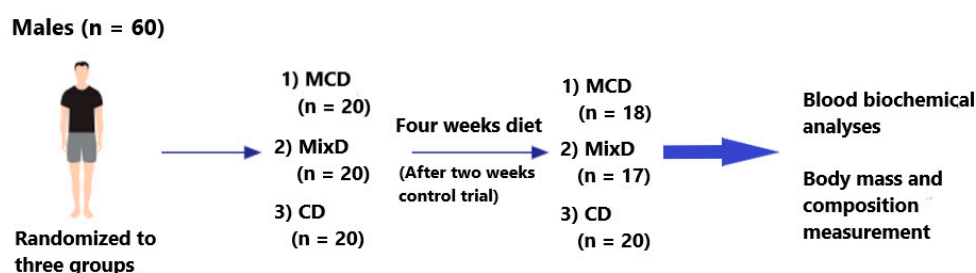 Males (n = 60)
Randomized to
three groups
1) MCD
(n = 20)
2) MixD
(n = 20)
3) CD
(n = 20)
Four weeks diet
(After two weeks
control trial)
1) MCD
(n = 18)
2) MixD
(n = 17)
3) CD
(n = 20)
Blood biochemical
analyses
Body mass and
composition
measurement